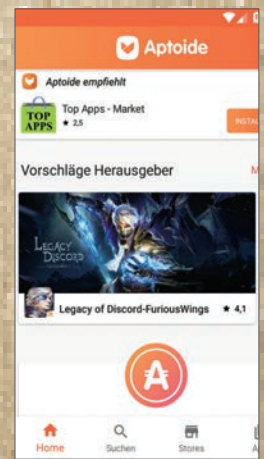 Aptoide
Aptoide empfiehlt
TOP
APPS
Top Apps - Market
★ 2,5
INSTAL
Vorschläge Herausgeber
M
LEGACY
DISCORD
Legacy of Discord-FuriousWings ★ 4,1
Home Suchen Stores A